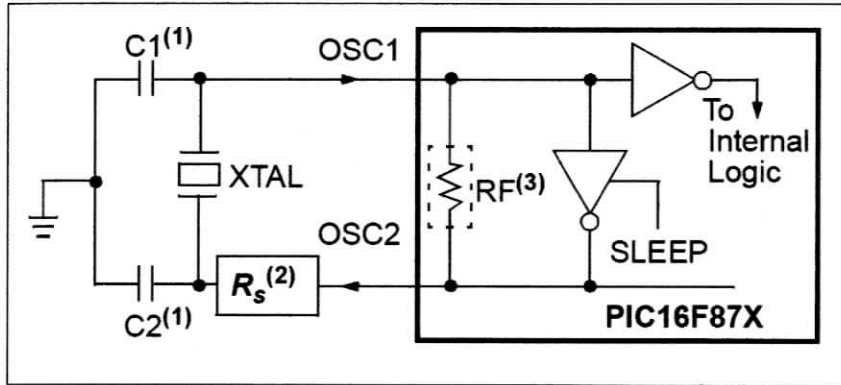 C1(1)
OSC1
To
Internal
Logic
XTAL
RF(3)
OSC2
SLEEP
Rs(2)
C2(1)
PIC16F87X